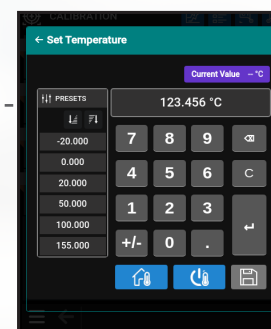 CALIBRATION
← Set Temperature
Current Value -- °C
PRESETS
123.456 °C
-20.000
0.000
20.000
50.000
100.000
155.000
7 8 9
4 5 6 C
1 2 3
+/- 0 .